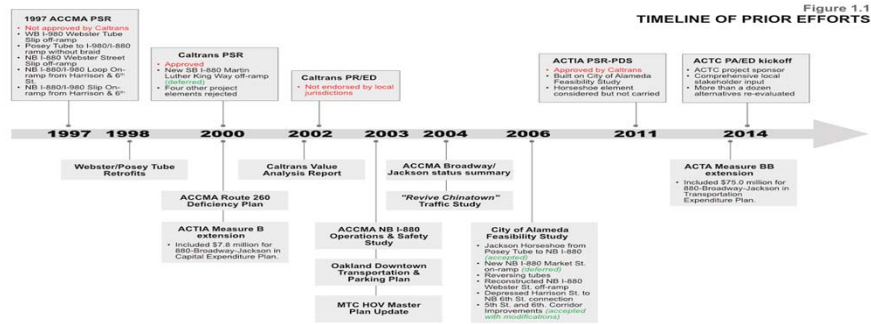 Figure 1.1
TIMELINE OF PRIOR EFFORTS
1997 ACCMA PSR
• Not approved by Caltrans
• WB I-980 Webster Tube
Slip off-ramp
• Posey Tube to I-980/I-880
ramp without braid
• NB I-880 Webster Street
Slip off-ramp
• NB I-880/I-980 Loop On-
ramp from Harrison & 6th
St.
• NB I-880/I-980 Slip On-
ramp from Harrison & 6th
Caltrans PSR
• Approved
• New SB I-880 Martin
Luther King Way off-ramp
(deferred)
• Four other project
elements rejected
Caltrans PR/ED
• Not endorsed by local
jurisdictions
ACTIA PSR-PDS
• Approved by Caltrans
• Built on City of Alameda
Feasibility Study
• Horseshoe element
considered but not carried
ACTC PA/ED kickoff
• ACTC project sponsor
• Comprehensive local
stakeholder input
• More than a dozen
alternatives re-evaluated
1997 1998 2000 2002 2003 2004 2006 2011 2014
Webster/Posey Tube
Retrofits
ACCMA Route 260
Deficiency Plan
ACTIA Measure B
extension
• Included $7.8 million for
880-Broadway-Jackson in
Capital Expenditure Plan.
Caltrans Value
Analysis Report
ACCMA NB I-880
Operations & Safety
Study
Oakland Downtown
Transportation &
Parking Plan
MTC HOV Master
Plan Update
ACCMA Broadway/
Jackson status summary
"Revive Chinatown"
Traffic Study
City of Alameda
Feasibility Study
• Jackson Horseshoe from
Posey Tube to NB I-880
(accepted)
• New NB I-880 Market St.
on-ramp (deferred)
• Reversing tubes
• Reconstructed NB I-880
Webster St. off-ramp
• Depressed Harrison St. to
NB 6th St. connection
• 5th St. and 6th. Corridor
Improvements (accepted
with modifications)
ACTA Measure BB
extension
• Included $75.0 million for
880-Broadway-Jackson in
Transportation
Expenditure Plan.